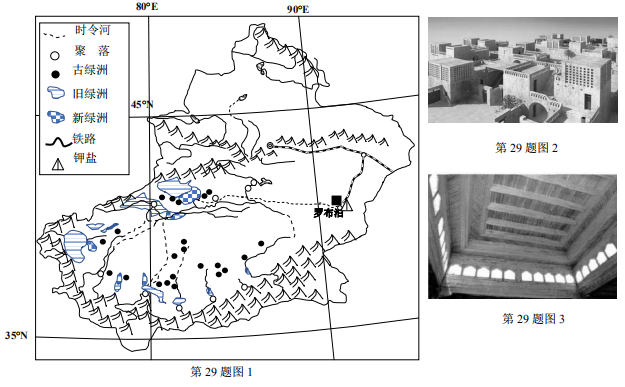 80°E
90°E
时令河
聚 落
古绿洲
旧绿洲
新绿洲
铁路
钾盐
45°N
罗布泊
35°N
第 29 题图 1
第 29 题图 2
第 29 题图 3